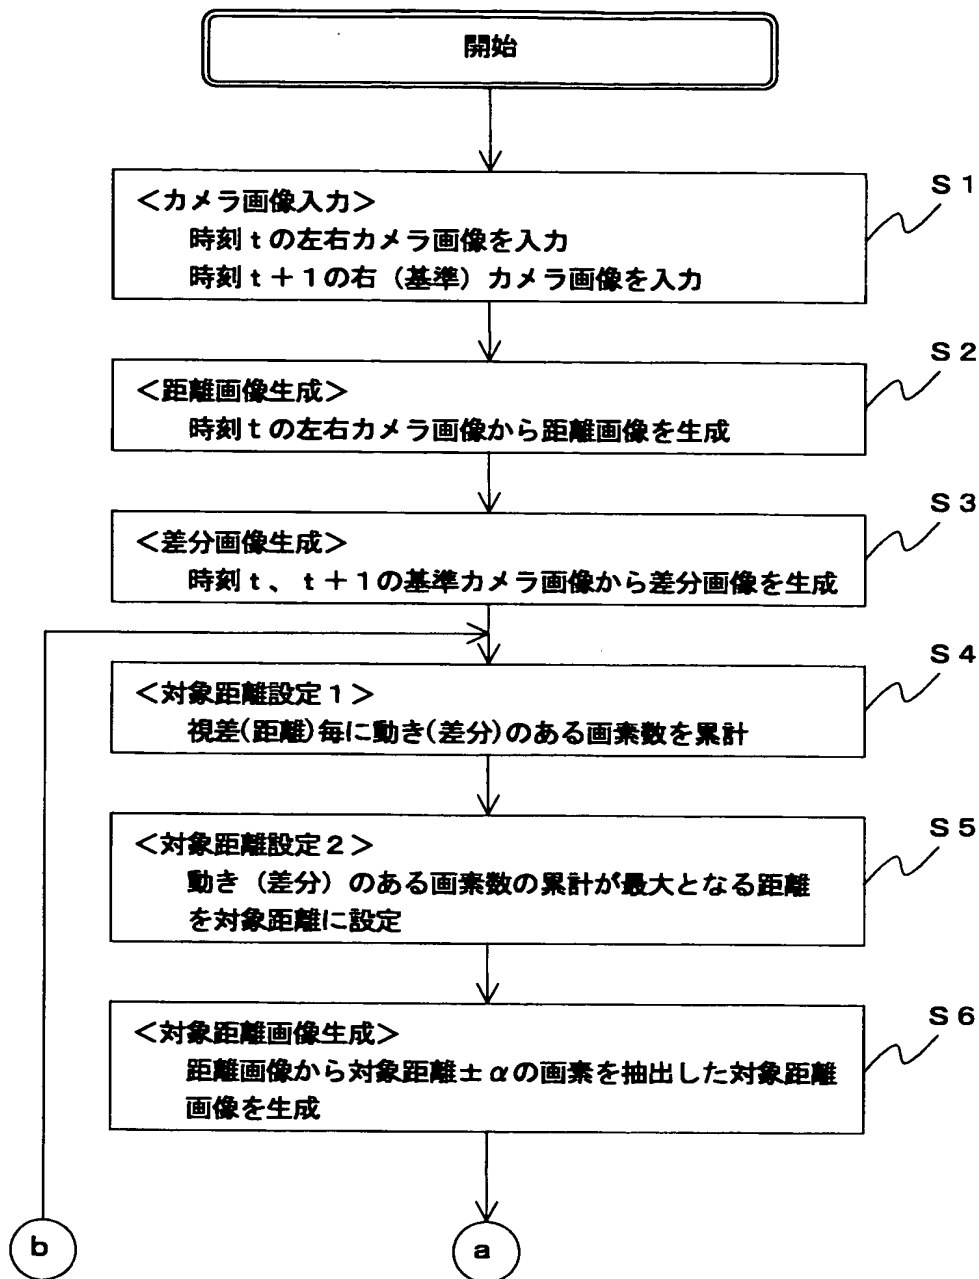 開始
S1
<カメラ画像入力>
時刻tの左右カメラ画像を入力
時刻t+1の右(基準)カメラ画像を入力
S2
<距離画像生成>
時刻tの左右カメラ画像から距離画像を生成
S3
<差分画像生成>
時刻t、t+1の基準カメラ画像から差分画像を生成
S4
<対象距離設定1>
視差(距離)毎に動き(差分)のある画素数を累計
S5
<対象距離設定2>
動き(差分)のある画素数の累計が最大となる距離
を対象距離に設定
S6
<対象距離画像生成>
距離画像から対象距離±αの画素を抽出した対象距離
画像を生成
b
a